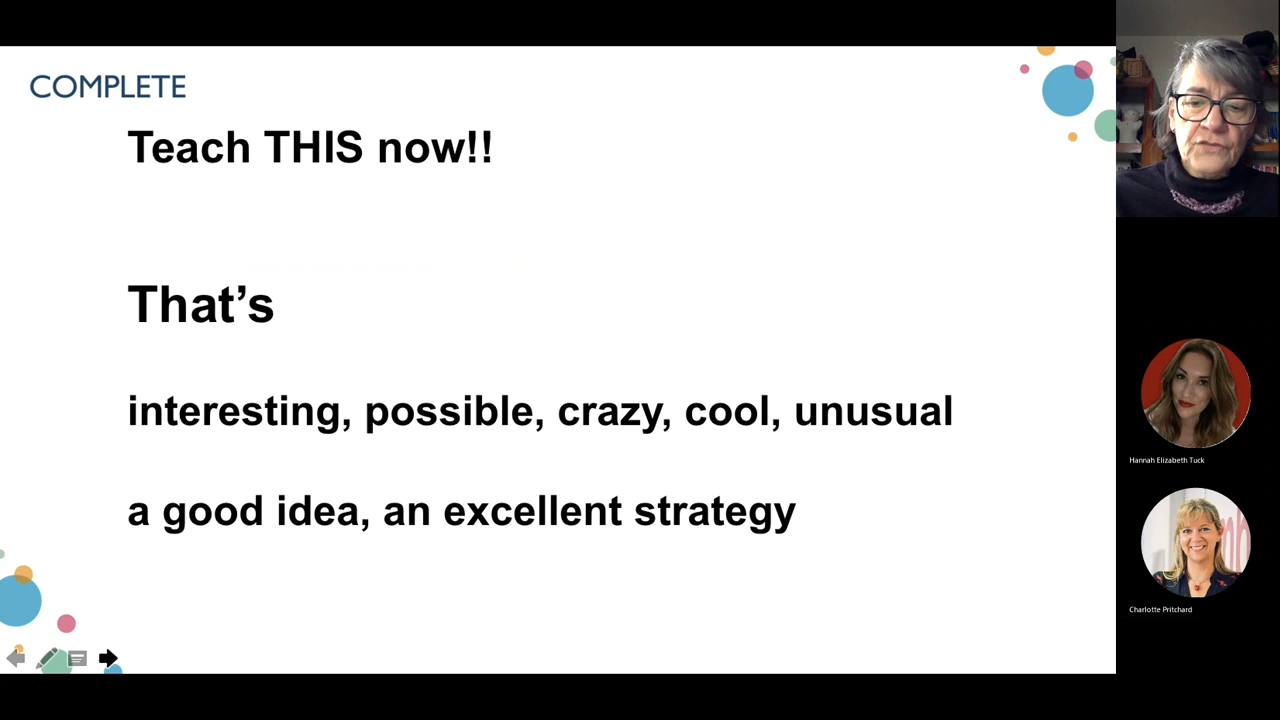 COMPLETE
Teach THIS now!!
That’s
interesting, possible, crazy, cool, unusual
a good idea, an excellent strategy
Hannah Elizabeth Tuck
Charlotte Pritchard